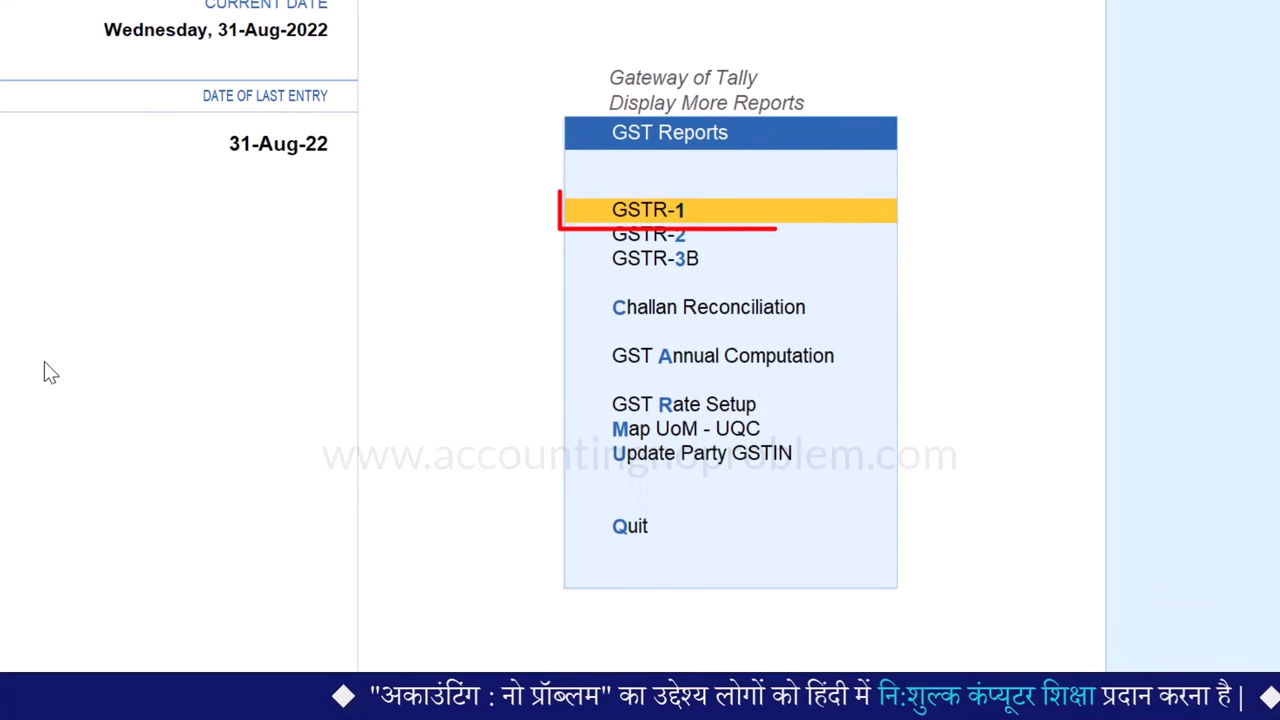 CURRENT DATE
Wednesday, 31-Aug-2022
DATE OF LAST ENTRY
31-Aug-22
Gateway of Tally
Display More Reports
GST Reports
GSTR-1
GSTR-2
GSTR-3B
Challan Reconciliation
GST Annual Computation
GST Rate Setup
Map UoM - UQC
Update Party GSTIN
www.accountingnoproblem.com
Quit
"अकाउंटिंग : नो प्रॉब्लम" का उद्देश्य लोगों को हिंदी में नि:शुल्क कंप्यूटर शिक्षा प्रदान करना है |